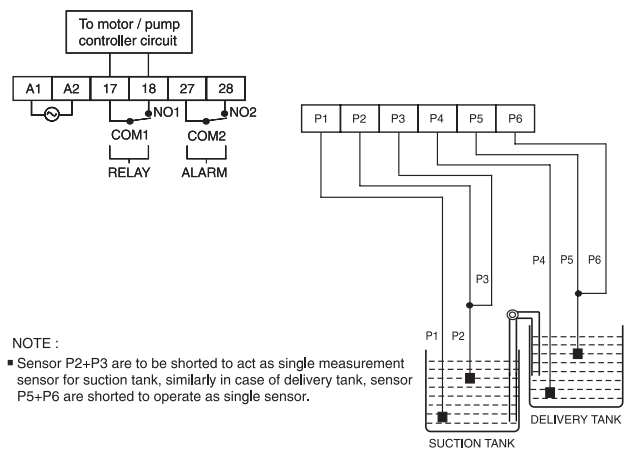 To motor / pump
controller circuit
A1 A2 17 18 27 28
NO1 NO2
COM1 COM2
RELAY ALARM
P1 P2 P3 P4 P5 P6
P4 P5 P6
P3
P1 P2
NOTE :
▪ Sensor P2+P3 are to be shorted to act as single measurement
sensor for suction tank, similarly in case of delivery tank, sensor
P5+P6 are shorted to operate as single sensor.
DELIVERY TANK
SUCTION TANK